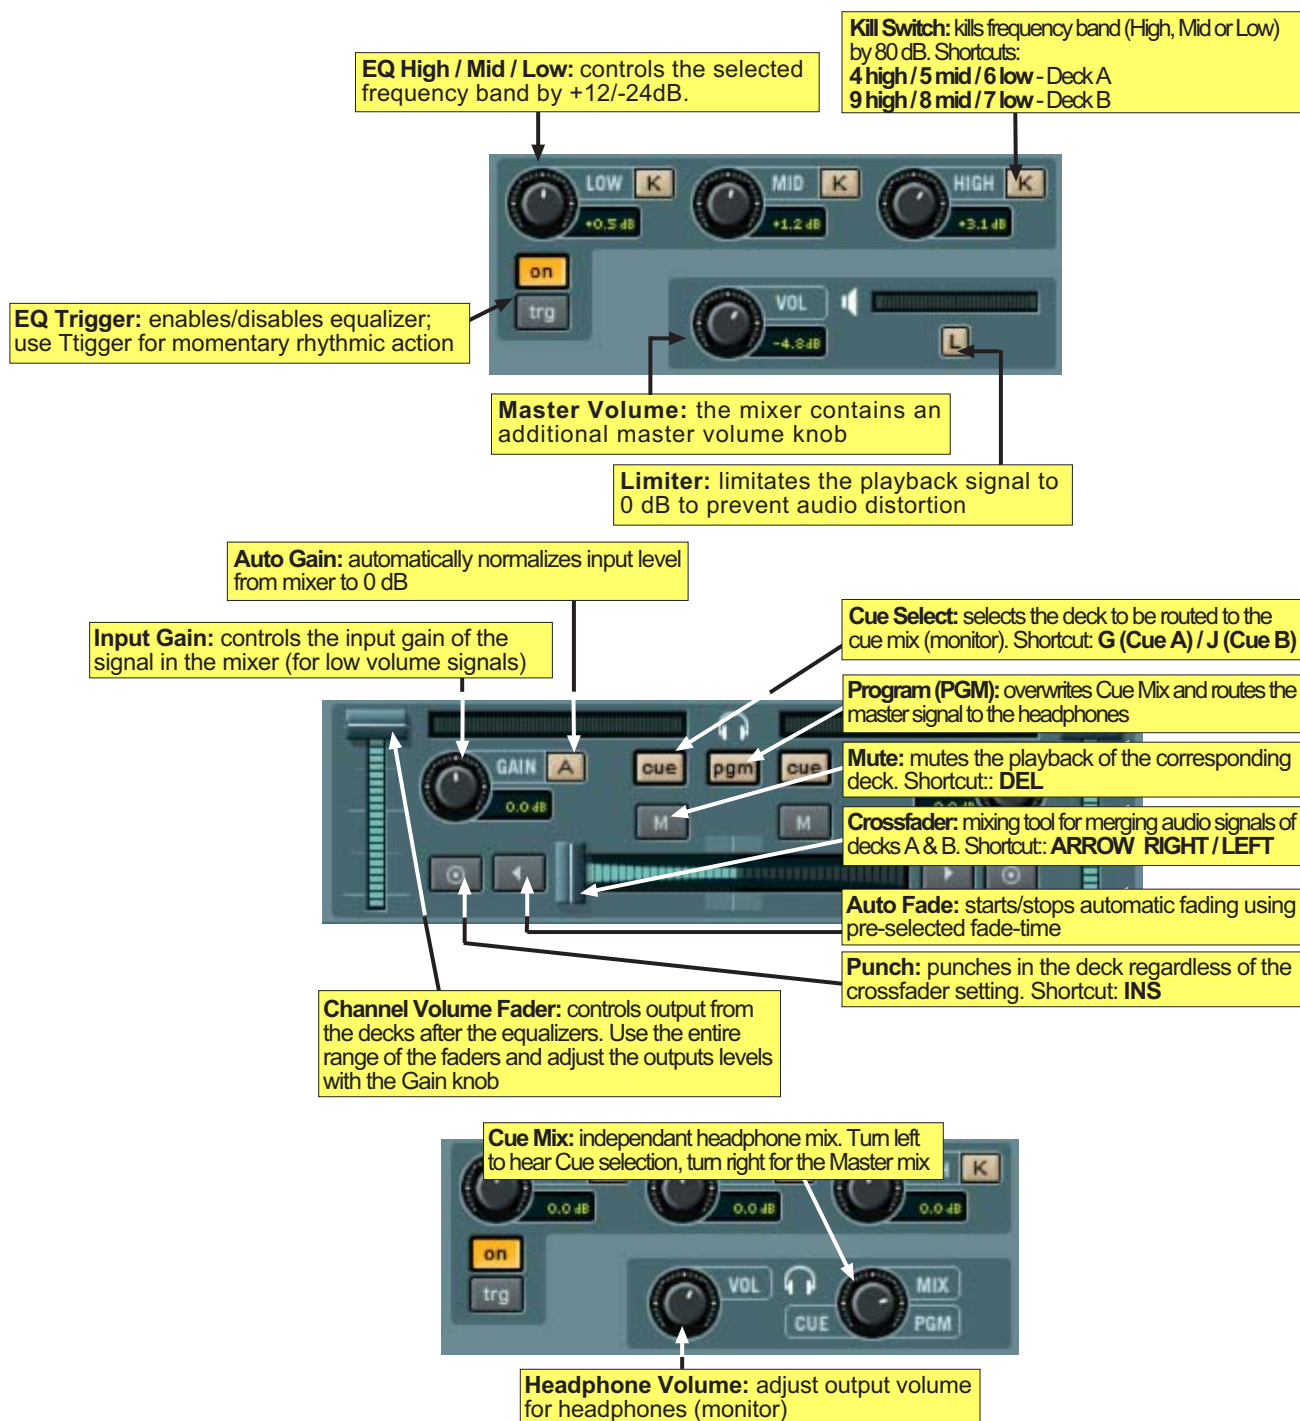 Kill Switch: kills frequency band (High, Mid or Low)
by 80 dB. Shortcuts:
4 high / 5 mid / 6 low - Deck A
9 high / 8 mid / 7 low - Deck B
EQ High / Mid / Low: controls the selected
frequency band by +12/-24dB.
LOW K MID K HIGH K
+0.5 dB +1.2 dB +3.1 dB
on
trg
VOL
-4.8dB
L
EQ Trigger: enables/disables equalizer;
use Ttigger for momentary rhythmic action
Master Volume: the mixer contains an
additional master volume knob
Limiter: limitates the playback signal to
0 dB to prevent audio distortion
Auto Gain: automatically normalizes input level
from mixer to 0 dB
Input Gain: controls the input gain of the
signal in the mixer (for low volume signals)
Cue Select: selects the deck to be routed to the
cue mix (monitor). Shortcut: G (Cue A) / J (Cue B)
Program (PGM): overwrites Cue Mix and routes the
master signal to the headphones
Mute: mutes the playback of the corresponding
deck. Shortcut:: DEL
Crossfader: mixing tool for merging audio signals of
decks A & B. Shortcut:: ARROW RIGHT / LEFT
Auto Fade: starts/stops automatic fading using
pre-selected fade-time
Punch: punches in the deck regardless of the
crossfader setting. Shortcut: INS
GAIN A cue pgm cue
0.0 dB
M M
Channel Volume Fader: controls output from
the decks after the equalizers. Use the entire
range of the faders and adjust the outputs levels
with the Gain knob
Cue Mix: independant headphone mix. Turn left
to hear Cue selection, turn right for the Master mix
K
0.0 dB 0.0 dB 0.0 dB
on
trg
VOL MIX
CUE PGM
Headphone Volume: adjust output volume
for headphones (monitor)